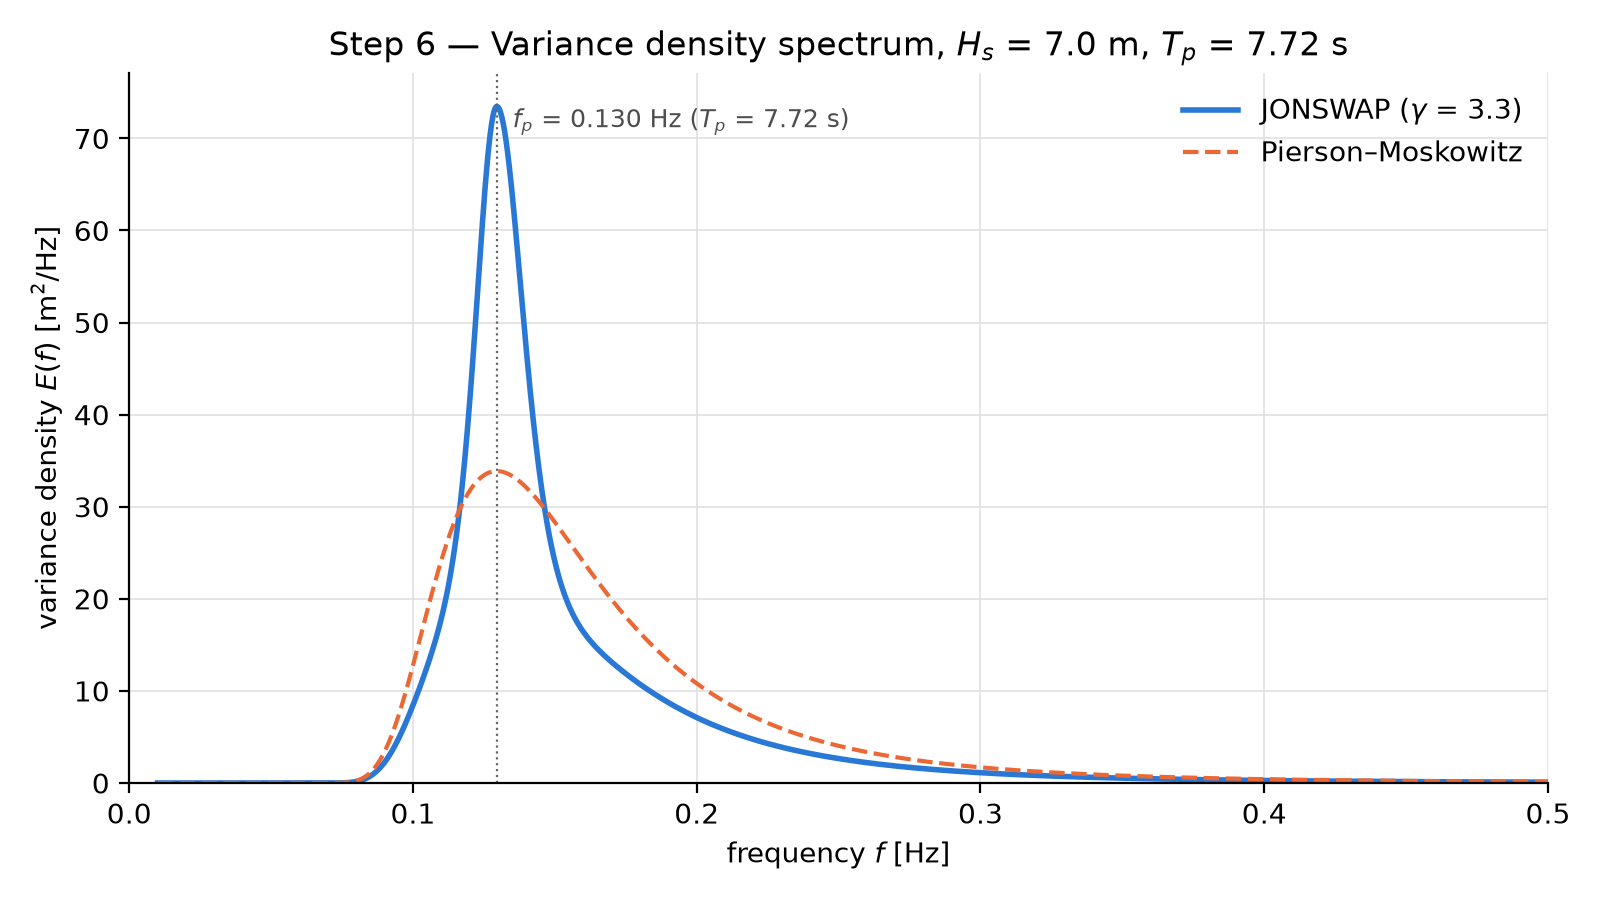 Step 6 — Variance density spectrum, Hₛ = 7.0 m, Tₚ = 7.72 s
fₚ = 0.130 Hz (Tₚ = 7.72 s)
JONSWAP (γ = 3.3)
Pierson–Moskowitz
variance density E(f) [m²/Hz]
70
60
50
40
30
20
10
0
0.0 0.1 0.2 0.3 0.4 0.5
frequency f [Hz]